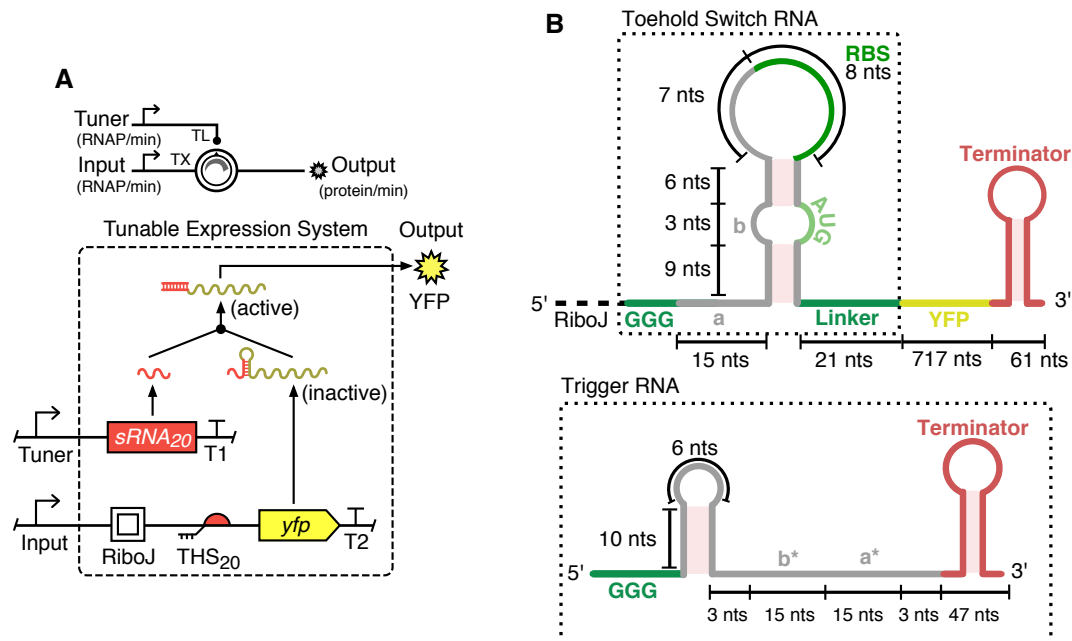 A
Tuner
(RNAP/min)
TL
Input
(RNAP/min)
TX
Output
(protein/min)
Tunable Expression System
Output
YFP
(active)
(inactive)
Tuner
sRNA20
T1
Input
RiboJ
THS20
yfp
T2
B
Toehold Switch RNA
RBS
8 nts
7 nts
6 nts
3 nts
b
AUG
9 nts
Terminator
5'
3'
RiboJ
GGG
a
Linker
YFP
15 nts
21 nts
717 nts
61 nts
Trigger RNA
6 nts
Terminator
10 nts
b*
a*
5'
3'
GGG
3 nts
15 nts
15 nts
3 nts
47 nts